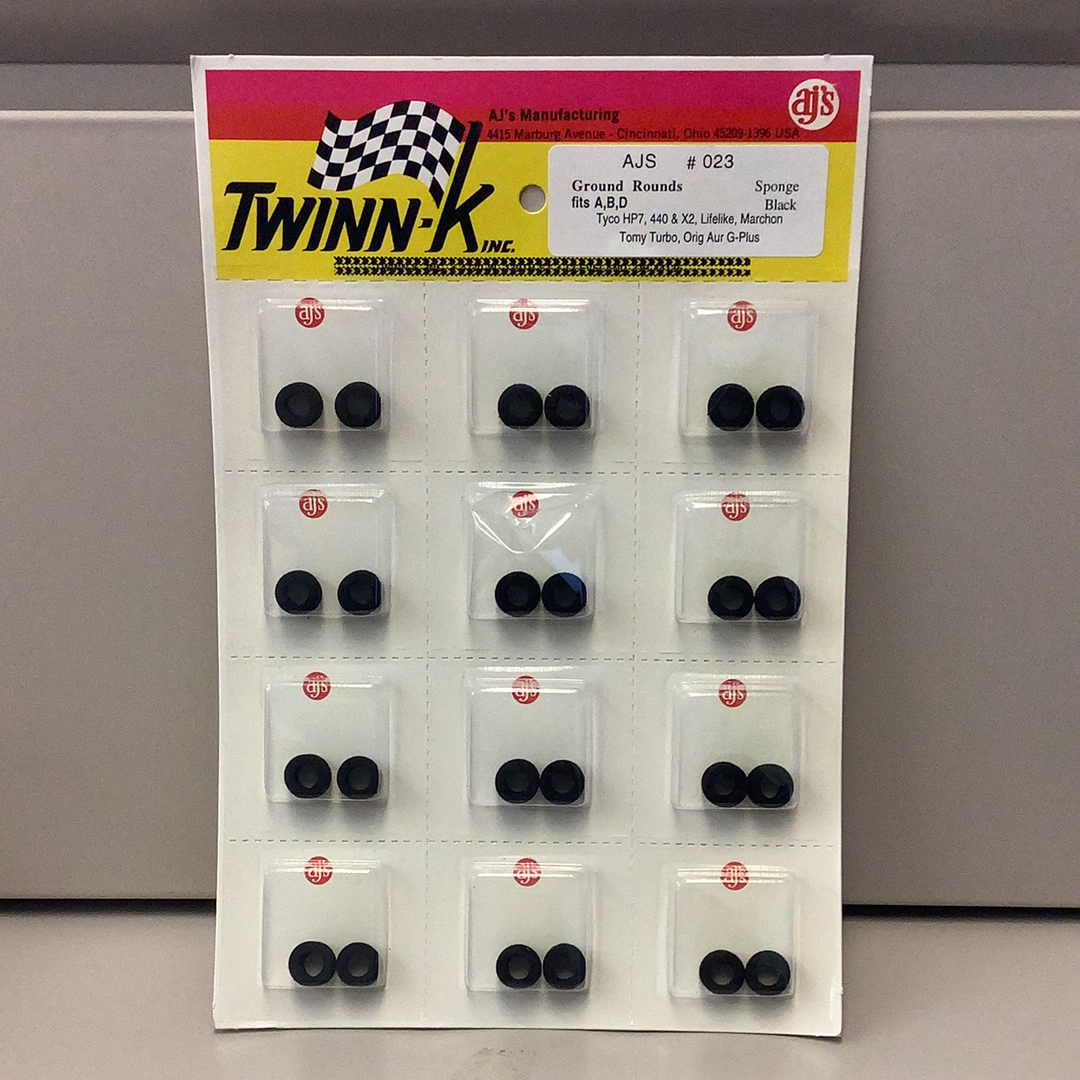 aj's
AJ's Manufacturing
4415 Marburg Avenue - Cincinnati, Ohio 45209-1396 USA
TWINN-K INC.
AJS # 023
Ground Rounds Sponge
fits A,B,D Black
Tyco HP7, 440 & X2, Lifelike, Marchon
Tomy Turbo, Orig Aur G-Plus
aj's aj's aj's
aj's aj's aj's
aj's aj's aj's
aj's aj's aj's